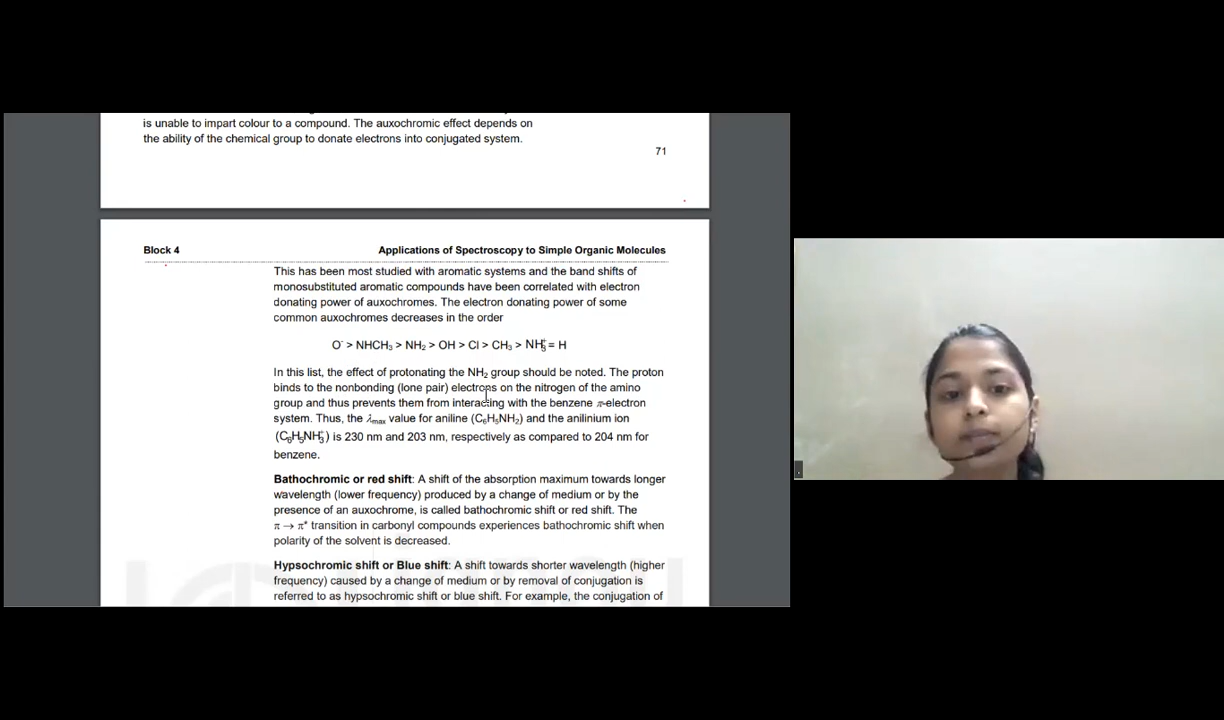 is unable to impart colour to a compound. The auxochromic effect depends on
the ability of the chemical group to donate electrons into conjugated system.
71
Block 4
Applications of Spectroscopy to Simple Organic Molecules
This has been most studied with aromatic systems and the band shifts of
monosubstituted aromatic compounds have been correlated with electron
donating power of auxochromes. The electron donating power of some
common auxochromes decreases in the order
O⁻ > NHCH₃ > NH₂ > OH > Cl > CH₃ > NH₃⁺ = H
In this list, the effect of protonating the NH₂ group should be noted. The proton
binds to the nonbonding (lone pair) electrons on the nitrogen of the amino
group and thus prevents them from interacting with the benzene π-electron
system. Thus, the λmax value for aniline (C₆H₅NH₂) and the anilinium ion
(C₆H₅NH₃⁺) is 230 nm and 203 nm, respectively as compared to 204 nm for
benzene.
Bathochromic or red shift: A shift of the absorption maximum towards longer
wavelength (lower frequency) produced by a change of medium or by the
presence of an auxochrome, is called bathochromic shift or red shift. The
π → π* transition in carbonyl compounds experiences bathochromic shift when
polarity of the solvent is decreased.
Hypsochromic shift or Blue shift: A shift towards shorter wavelength (higher
frequency) caused by a change of medium or by removal of conjugation is
referred to as hypsochromic shift or blue shift. For example, the conjugation of